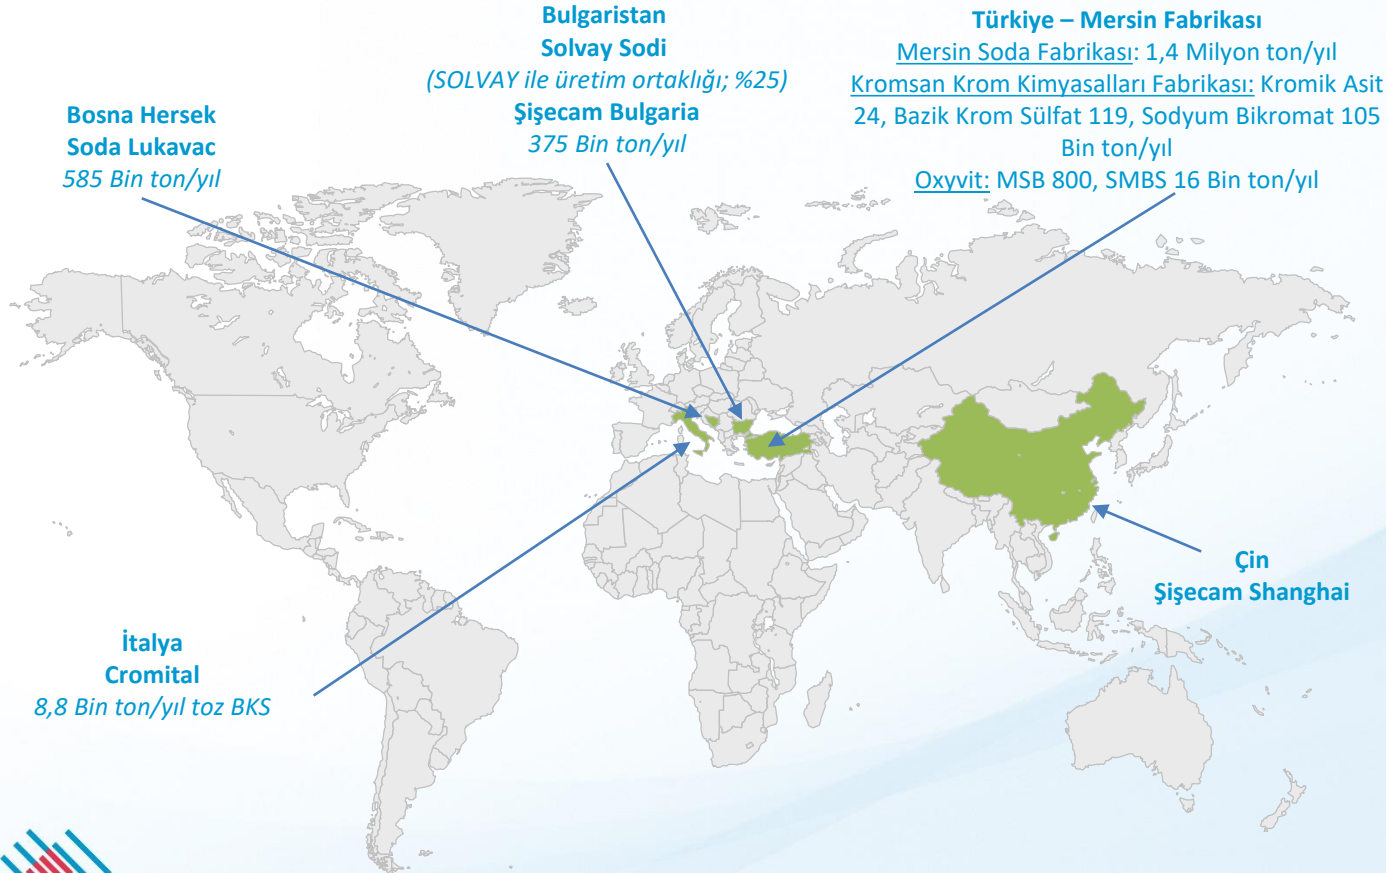 Bulgaristan
Solvay Sodi
(SOLVAY ile üretim ortaklığı; %25)
Şişecam Bulgaria
375 Bin ton/yıl
Türkiye – Mersin Fabrikası
Mersin Soda Fabrikası: 1,4 Milyon ton/yıl
Kromsan Krom Kimyasalları Fabrikası: Kromik Asit
24, Bazik Krom Sülfat 119, Sodyum Bikromat 105
Bin ton/yıl
Oxyvit: MSB 800, SMBS 16 Bin ton/yıl
Bosna Hersek
Soda Lukavac
585 Bin ton/yıl
Çin
Şişecam Shanghai
İtalya
Cromital
8,8 Bin ton/yıl toz BKS